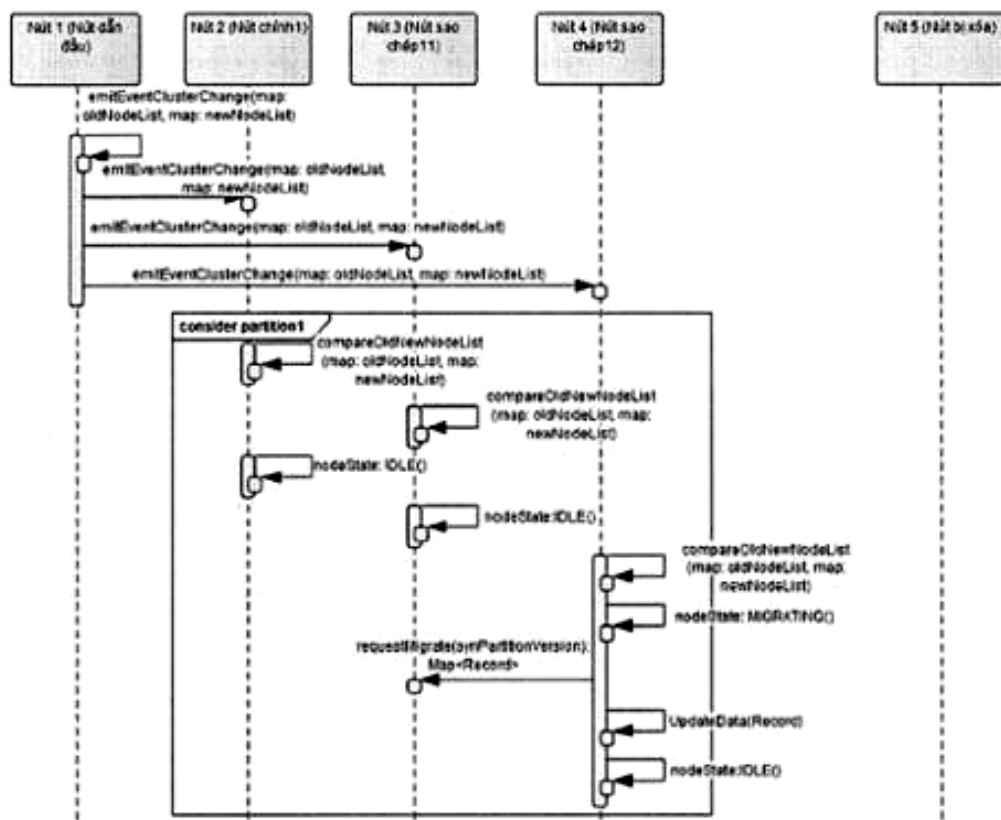 Nút 1 (Nút dẫn
đầu)
Nút 2 (Nút chính1)
Nút 3 (Nút sao
chép11)
Nút 4 (Nút sao
chép12)
Nút 5 (Nút bị xóa)
emitEventClusterChange(map:
oldNodeList, map: newNodeList)
emitEventClusterChange(map: oldNodeList,
map: newNodeList)
emitEventClusterChange(map: oldNodeList, map: newNodeList)
emitEventClusterChange(map: oldNodeList, map: newNodeList)
consider partition1
compareOldNewNodeList
(map: oldNodeList, map:
newNodeList)
compareOldNewNodeList
(map: oldNodeList, map:
newNodeList)
nodeState: IDLE()
nodeState:IDLE()
compareOldNewNodeList
(map: oldNodeList, map:
newNodeList)
nodeState: MIGRATING()
requestMigrate(synPartitionVersion):
Map<Record>
UpdateData(Record)
nodeState:IDLE()